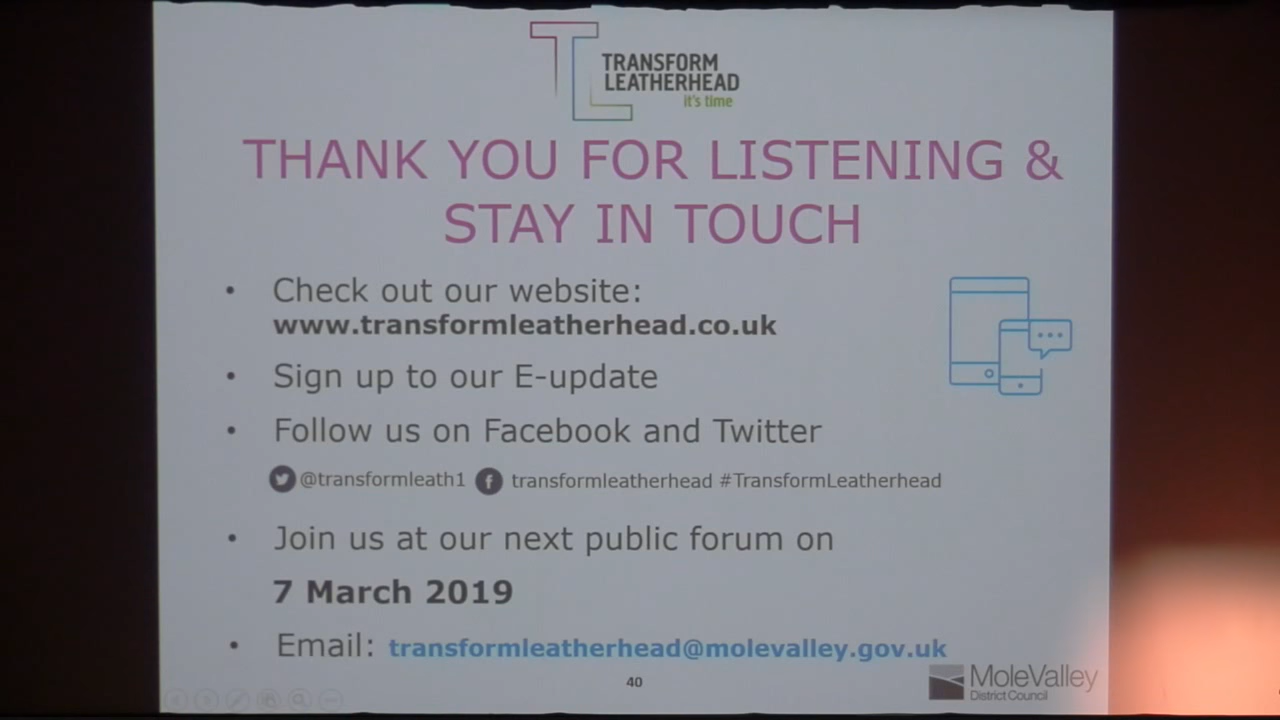 TRANSFORM
LEATHERHEAD
it's time
THANK YOU FOR LISTENING &
STAY IN TOUCH
• Check out our website:
www.transformleatherhead.co.uk
• Sign up to our E-update
• Follow us on Facebook and Twitter
@transformleath1 transformleatherhead #TransformLeatherhead
• Join us at our next public forum on
7 March 2019
• Email: transformleatherhead@molevalley.gov.uk
40
MoleValley
District Council